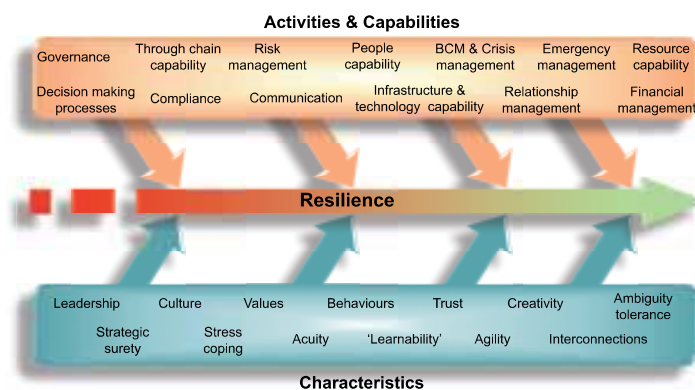 Activities & Capabilities
Governance
Through chain
capability
Risk
management
People
capability
BCM & Crisis
management
Emergency
management
Resource
capability
Decision making
processes
Compliance
Communication
Infrastructure &
technology capability
Relationship
management
Financial
management
Resilience
Leadership
Culture
Values
Behaviours
Trust
Creativity
Ambiguity
tolerance
Strategic
surety
Stress
coping
Acuity
‘Learnability’
Agility
Interconnections
Characteristics